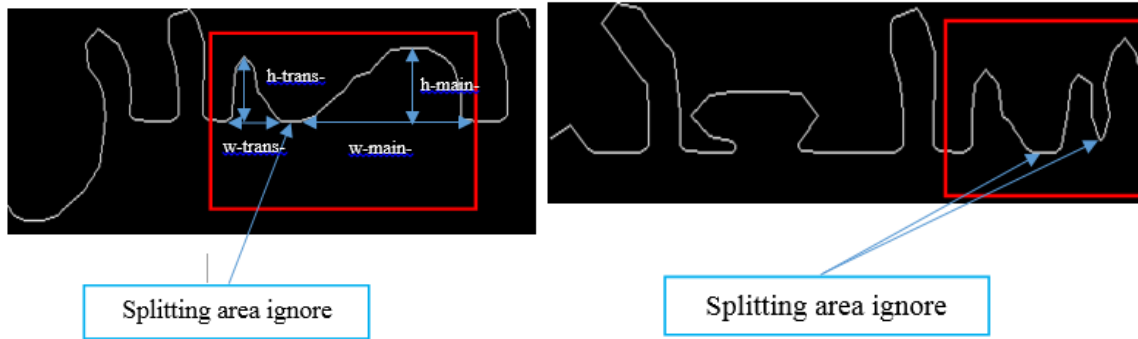 h-trans-
h-main-
w-trans-
w-main-
Splitting area ignore
Splitting area ignore